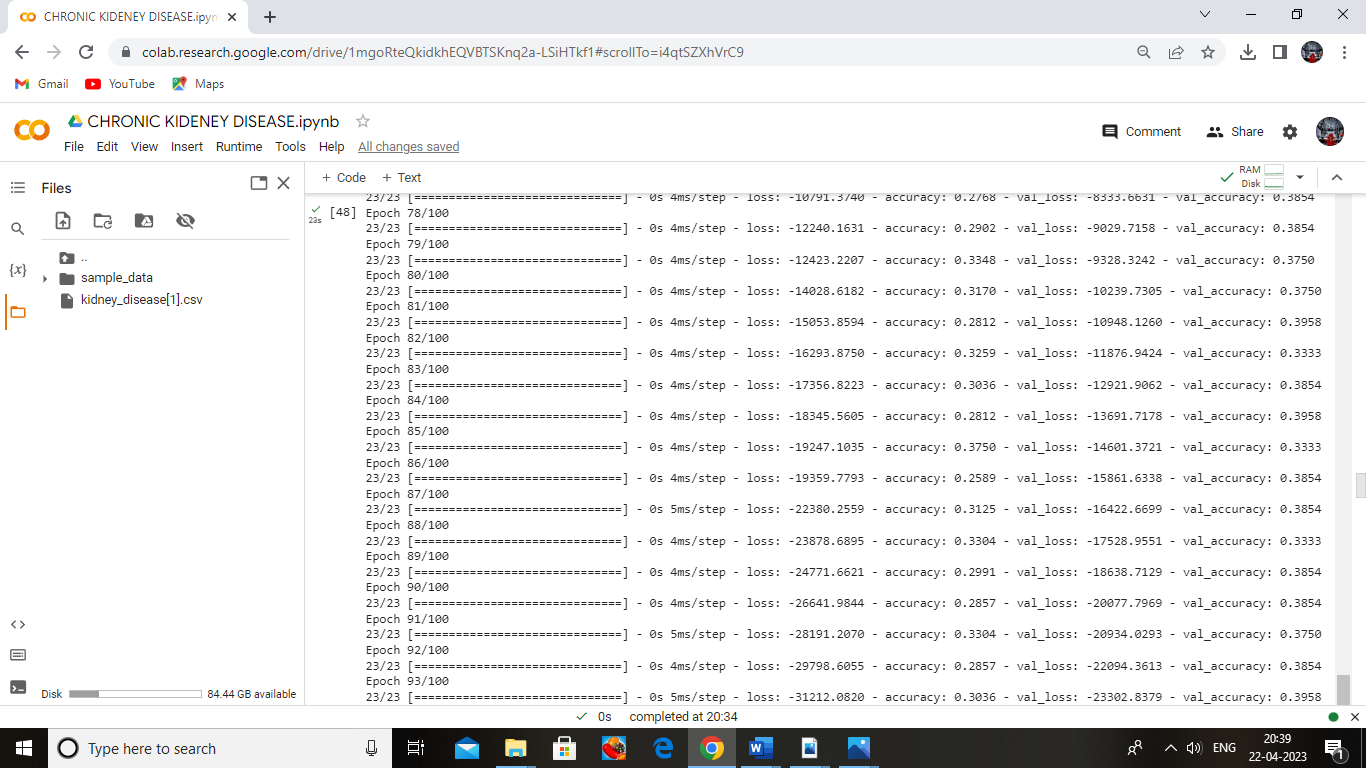 CHRONIC KIDENEY DISEASE.ipyn
colab.research.google.com/drive/1mgoRteQkidkhEQVBTSKnq2a-LSiHTkf1#scrollTo=i4qtSZXhVrC9
Gmail YouTube Maps
CHRONIC KIDENEY DISEASE.ipynb
File Edit View Insert Runtime Tools Help All changes saved
Comment Share
Files
+ Code + Text
RAM
Disk
..
sample_data
kidney_disease[1].csv
{x}
Disk 84.44 GB available
23s
[48]
23/23 [==============================] - 0s 4ms/step - loss: -10791.3740 - accuracy: 0.2768 - val_loss: -8333.6631 - val_accuracy: 0.3854
Epoch 78/100
23/23 [==============================] - 0s 4ms/step - loss: -12240.1631 - accuracy: 0.2902 - val_loss: -9029.7158 - val_accuracy: 0.3854
Epoch 79/100
23/23 [==============================] - 0s 4ms/step - loss: -12423.2207 - accuracy: 0.3348 - val_loss: -9328.3242 - val_accuracy: 0.3750
Epoch 80/100
23/23 [==============================] - 0s 4ms/step - loss: -14028.6182 - accuracy: 0.3170 - val_loss: -10239.7305 - val_accuracy: 0.3750
Epoch 81/100
23/23 [==============================] - 0s 4ms/step - loss: -15053.8594 - accuracy: 0.2812 - val_loss: -10948.1260 - val_accuracy: 0.3958
Epoch 82/100
23/23 [==============================] - 0s 4ms/step - loss: -16293.8750 - accuracy: 0.3259 - val_loss: -11876.9424 - val_accuracy: 0.3333
Epoch 83/100
23/23 [==============================] - 0s 4ms/step - loss: -17356.8223 - accuracy: 0.3036 - val_loss: -12921.9062 - val_accuracy: 0.3854
Epoch 84/100
23/23 [==============================] - 0s 4ms/step - loss: -18345.5605 - accuracy: 0.2812 - val_loss: -13691.7178 - val_accuracy: 0.3958
Epoch 85/100
23/23 [==============================] - 0s 4ms/step - loss: -19247.1035 - accuracy: 0.3750 - val_loss: -14601.3721 - val_accuracy: 0.3333
Epoch 86/100
23/23 [==============================] - 0s 4ms/step - loss: -19359.7793 - accuracy: 0.2589 - val_loss: -15861.6338 - val_accuracy: 0.3854
Epoch 87/100
23/23 [==============================] - 0s 5ms/step - loss: -22380.2559 - accuracy: 0.3125 - val_loss: -16422.6699 - val_accuracy: 0.3854
Epoch 88/100
23/23 [==============================] - 0s 4ms/step - loss: -23878.6895 - accuracy: 0.3304 - val_loss: -17528.9551 - val_accuracy: 0.3333
Epoch 89/100
23/23 [==============================] - 0s 4ms/step - loss: -24771.6621 - accuracy: 0.2991 - val_loss: -18638.7129 - val_accuracy: 0.3854
Epoch 90/100
23/23 [==============================] - 0s 4ms/step - loss: -26641.9844 - accuracy: 0.2857 - val_loss: -20077.7969 - val_accuracy: 0.3854
Epoch 91/100
23/23 [==============================] - 0s 5ms/step - loss: -28191.2070 - accuracy: 0.3304 - val_loss: -20934.0293 - val_accuracy: 0.3750
Epoch 92/100
23/23 [==============================] - 0s 4ms/step - loss: -29798.6055 - accuracy: 0.2857 - val_loss: -22094.3613 - val_accuracy: 0.3854
Epoch 93/100
23/23 [==============================] - 0s 5ms/step - loss: -31212.0820 - accuracy: 0.3036 - val_loss: -23302.8379 - val_accuracy: 0.3958
0s completed at 20:34
Type here to search
ENG
20:39
22-04-2023
1